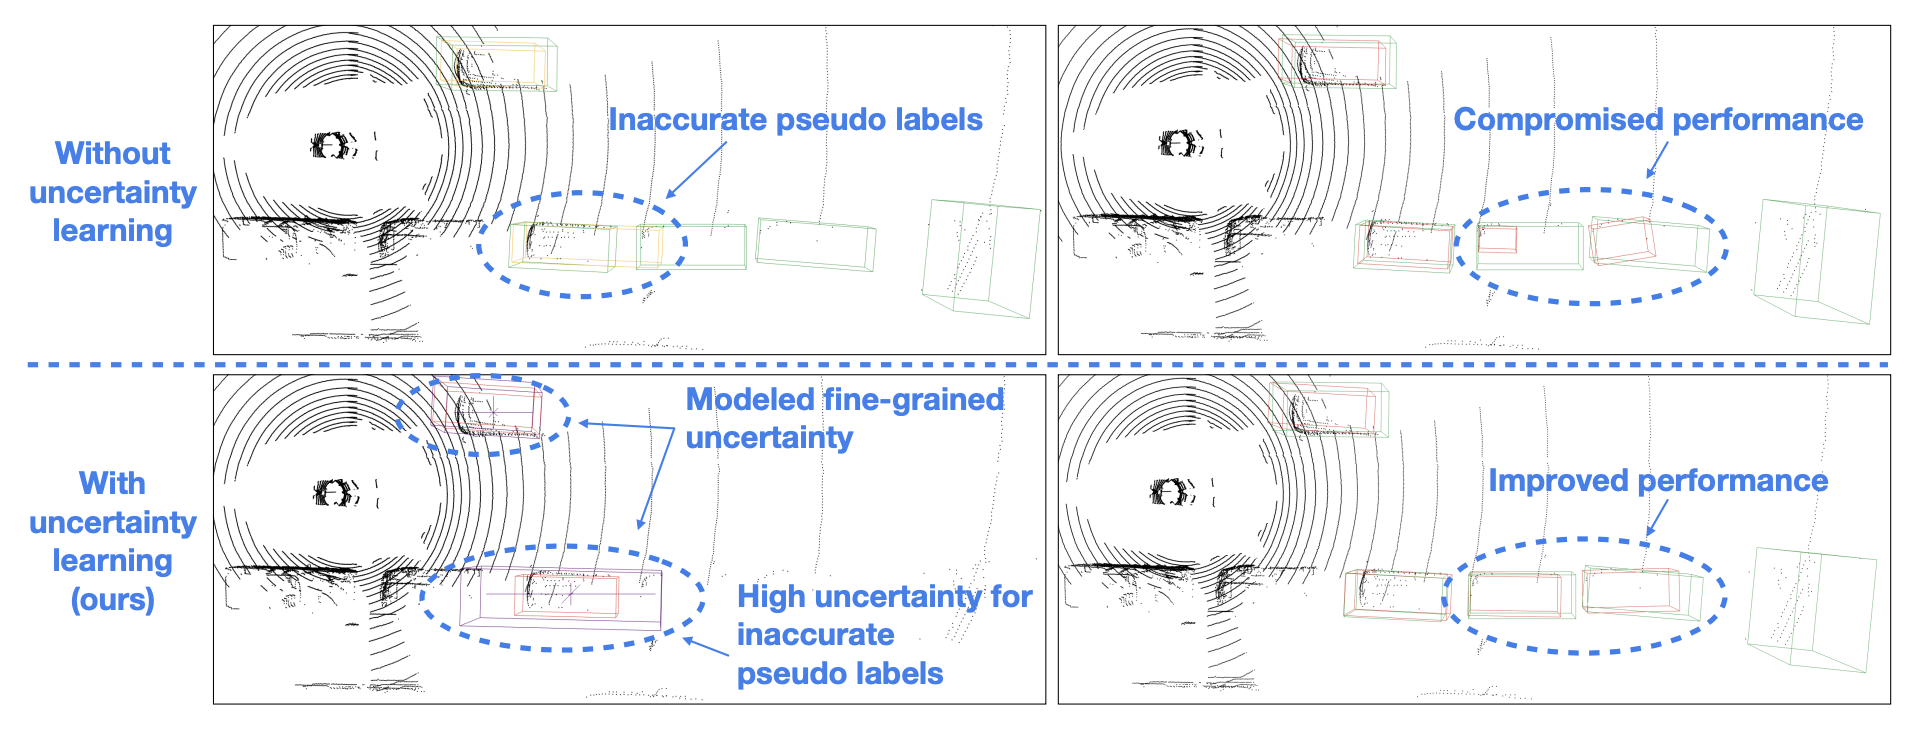 Without
uncertainty
learning
Inaccurate pseudo labels
Compromised performance
With
uncertainty
learning
(ours)
Modeled fine-grained
uncertainty
High uncertainty for
inaccurate
pseudo labels
Improved performance